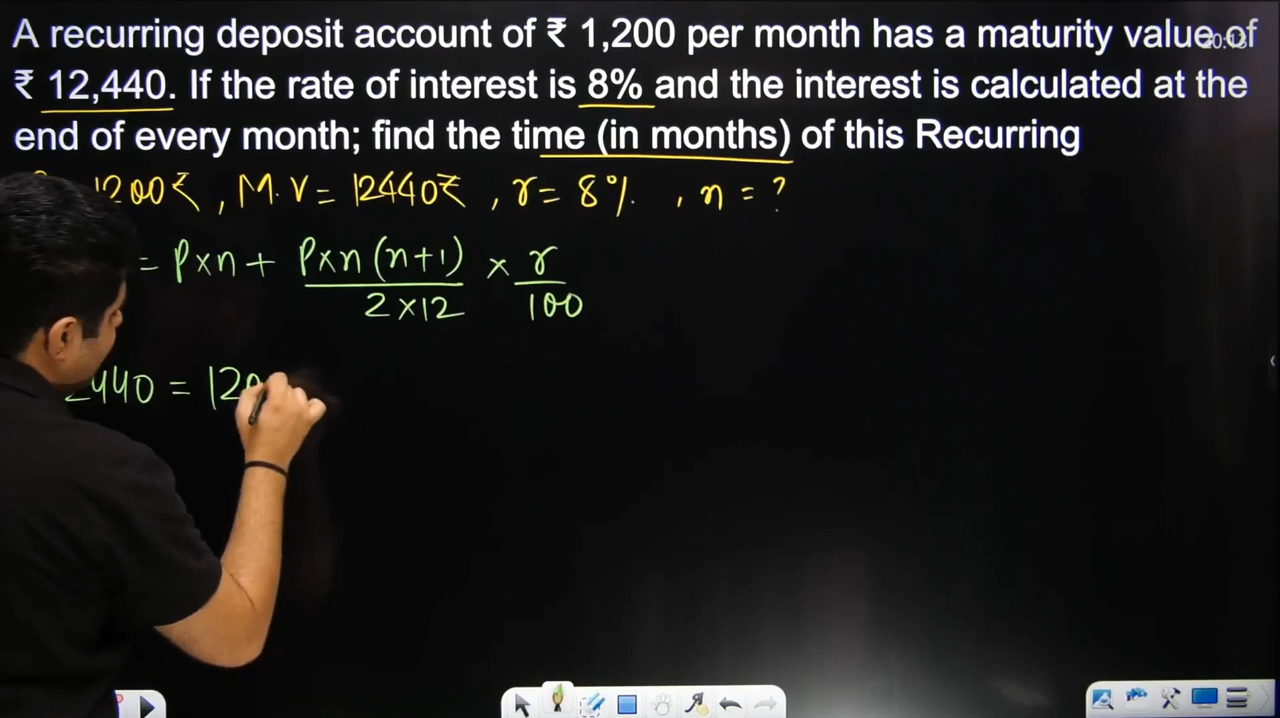 A recurring deposit account of ₹ 1,200 per month has a maturity value of
₹ 12,440. If the rate of interest is 8% and the interest is calculated at the
end of every month; find the time (in months) of this Recurring
1200₹ , M.V = 12440₹ , r = 8% , n = ?
= P×n + P×n (n+1) / 2×12 × r / 100
2440 = 120